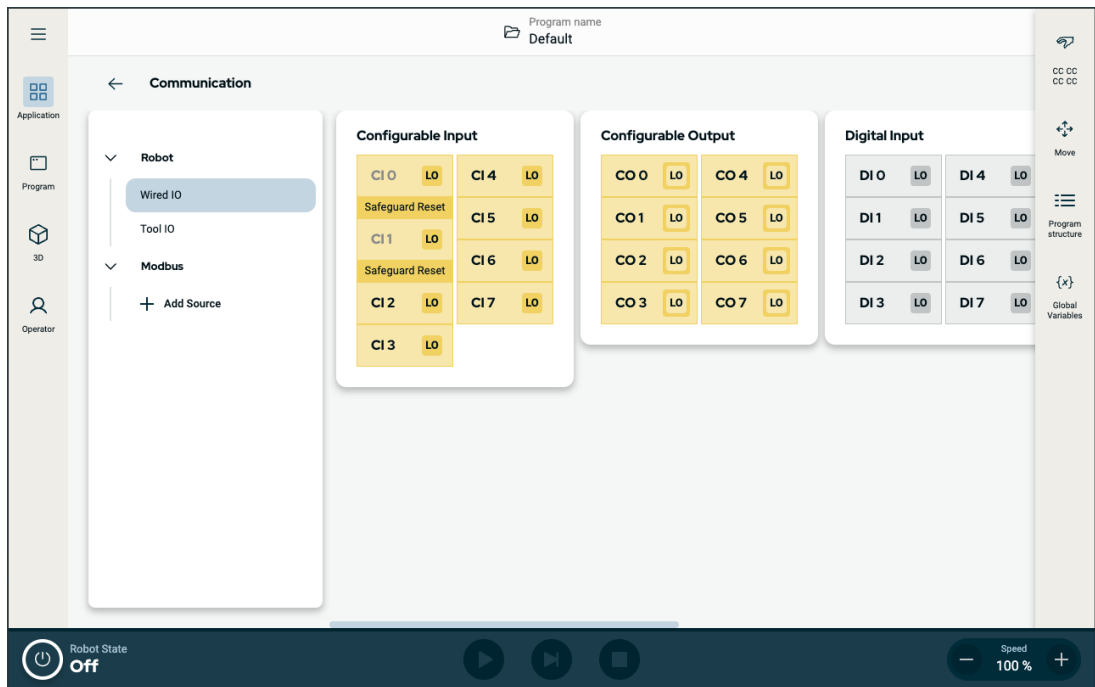 Program name
Default
Application
Program
3D
Operator
Communication
Robot
Wired IO
Tool IO
Modbus
Add Source
Configurable Input
CI 0 LO CI 4 LO
Safeguard Reset
CI 5 LO
CI 1 LO
CI 6 LO
Safeguard Reset
CI 2 LO CI 7 LO
CI 3 LO
Configurable Output
CO 0 LO CO 4 LO
CO 1 LO CO 5 LO
CO 2 LO CO 6 LO
CO 3 LO CO 7 LO
Digital Input
DI 0 LO DI 4 LO
DI 1 LO DI 5 LO
DI 2 LO DI 6 LO
DI 3 LO DI 7 LO
CC CC
CC CC
Move
Program
structure
{x}
Global
Variables
Robot State
Off
Speed
100 %